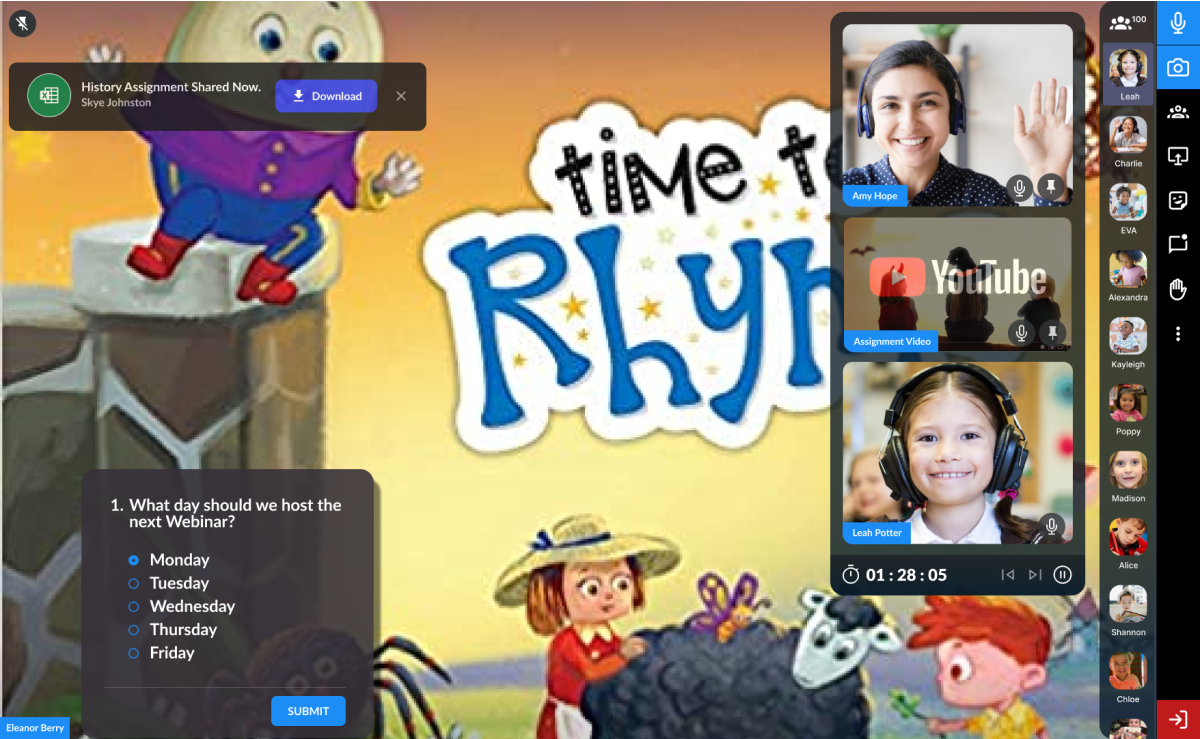 History Assignment Shared Now.
Skye Johnston
Download
time to
Rhyn
1. What day should we host the
next Webinar?
Monday
Tuesday
Wednesday
Thursday
Friday
SUBMIT
Eleanor Berry
Amy Hope
YouTube
Assignment Video
Leah Potter
01 : 28 : 05
100
Leah
Charlie
EVA
Alexandra
Kayleigh
Poppy
Madison
Alice
Shannon
Chloe